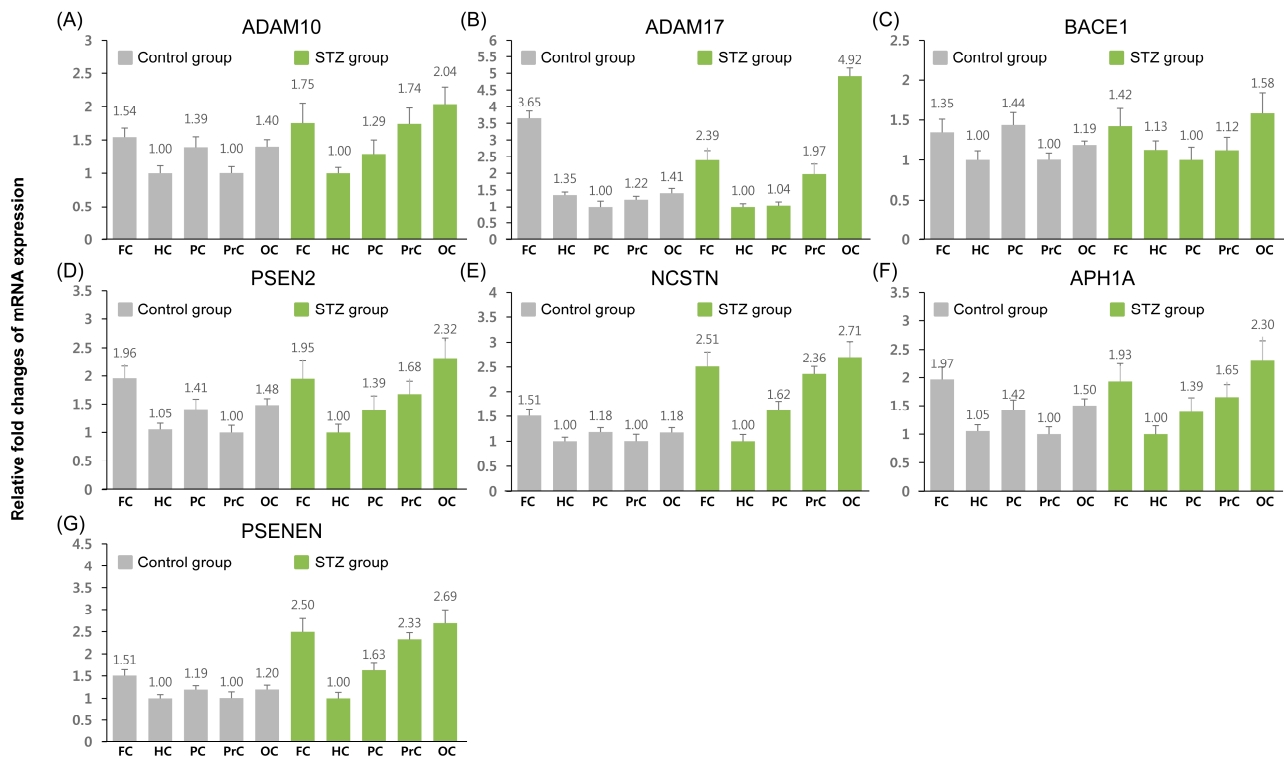 Relative fold changes of mRNA expression
(A)
ADAM10
Control group STZ group
3
2.5
2
1.5
1
0.5
0
1.54 1.00 1.39 1.00 1.40 1.75 1.00 1.29 1.74 2.04
FC HC PC PrC OC FC HC PC PrC OC
(B)
ADAM17
Control group STZ group
6
5.5
5
4.5
4
3.5
3
2.5
2
1.5
1
0.5
0
3.65 1.35 1.00 1.22 1.41 2.39 1.00 1.04 1.97 4.92
FC HC PC PrC OC FC HC PC PrC OC
(C)
BACE1
Control group STZ group
2.5
2
1.5
1
0.5
0
1.35 1.00 1.44 1.00 1.19 1.42 1.13 1.00 1.12 1.58
FC HC PC PrC OC FC HC PC PrC OC
(D)
PSEN2
Control group STZ group
3.5
3
2.5
2
1.5
1
0.5
0
1.96 1.05 1.41 1.00 1.48 1.95 1.00 1.39 1.68 2.32
FC HC PC PrC OC FC HC PC PrC OC
(E)
NCSTN
Control group STZ group
4
3.5
3
2.5
2
1.5
1
0.5
0
1.51 1.00 1.18 1.00 1.18 2.51 1.00 1.62 2.36 2.71
FC HC PC PrC OC FC HC PC PrC OC
(F)
APH1A
Control group STZ group
3.5
3
2.5
2
1.5
1
0.5
0
1.97 1.05 1.42 1.00 1.50 1.93 1.00 1.39 1.65 2.30
FC HC PC PrC OC FC HC PC PrC OC
(G)
PSENEN
Control group STZ group
4.5
4
3.5
3
2.5
2
1.5
1
0.5
0
1.51 1.00 1.19 1.00 1.20 2.50 1.00 1.63 2.33 2.69
FC HC PC PrC OC FC HC PC PrC OC